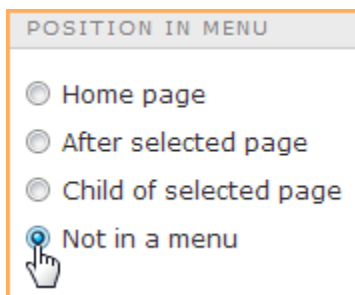 POSITION IN MENU
Home page
After selected page
Child of selected page
Not in a menu